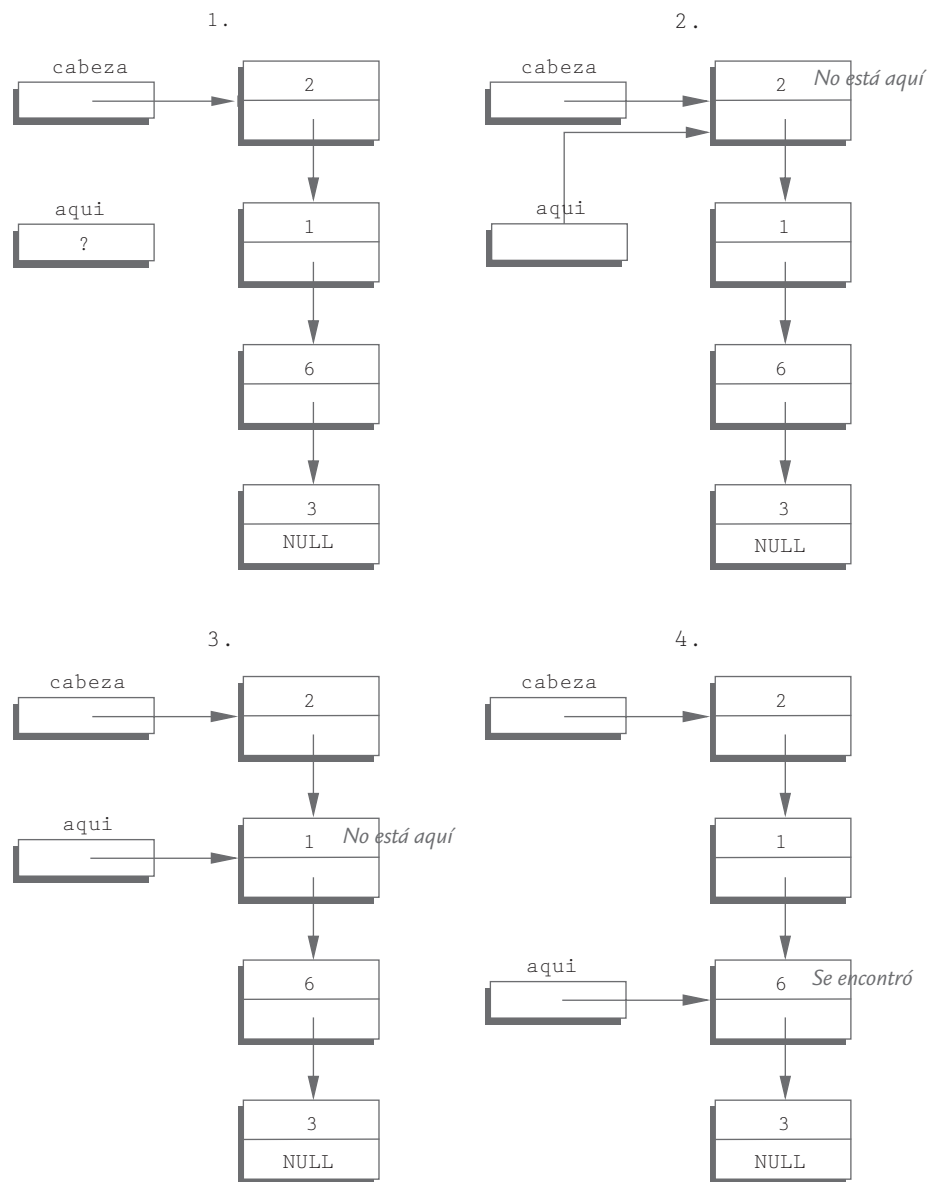 1.
cabeza
2
aqui
?
1
6
3
NULL
2.
cabeza
2
No está aquí
aqui
1
6
3
NULL
3.
cabeza
2
aqui
1
No está aquí
6
3
NULL
4.
cabeza
2
1
aqui
6
Se encontró
3
NULL